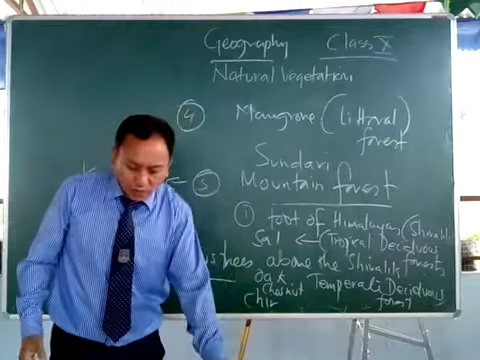 Geography Class X
Natural Vegetation
④ Mangrove (Littoral)
forest
Sundari
⑤ Mountain forest
① foot of Himalayas (Shivalik
Sal ← (Tropical Deciduous
forests
trees above the Shivalik
Oak Temperate Deciduous
Chestnut forest
Chir